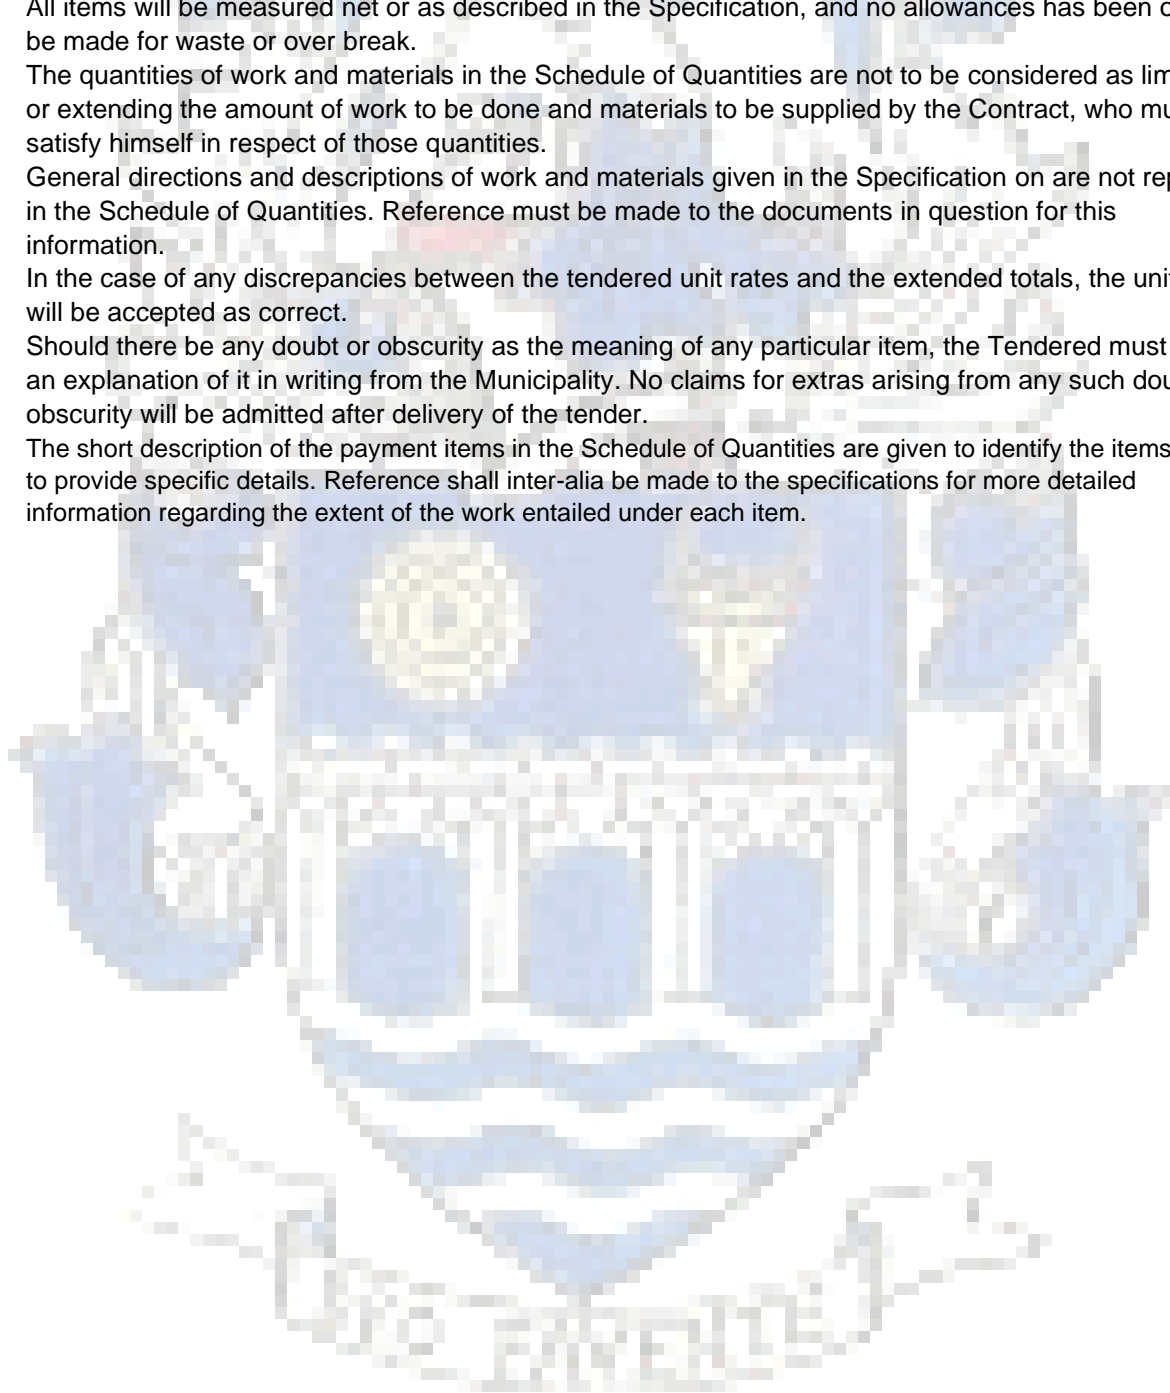 All items will be measured net or as described in the Specification, and no allowances has been o
be made for waste or over break.
The quantities of work and materials in the Schedule of Quantities are not to be considered as lim
or extending the amount of work to be done and materials to be supplied by the Contract, who mu
satisfy himself in respect of those quantities.
General directions and descriptions of work and materials given in the Specification on are not rep
in the Schedule of Quantities. Reference must be made to the documents in question for this
information.
In the case of any discrepancies between the tendered unit rates and the extended totals, the unit
will be accepted as correct.
Should there be any doubt or obscurity as the meaning of any particular item, the Tendered must
an explanation of it in writing from the Municipality. No claims for extras arising from any such dou
obscurity will be admitted after delivery of the tender.
The short description of the payment items in the Schedule of Quantities are given to identify the items
to provide specific details. Reference shall inter-alia be made to the specifications for more detailed
information regarding the extent of the work entailed under each item.